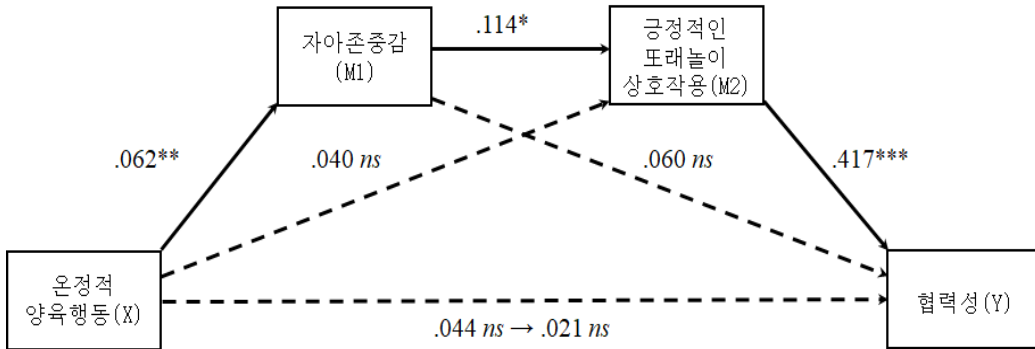 자아존중감
(M1)
.114*
긍정적인
또래놀이
상호작용(M2)
.062**
.040 ns
.060 ns
.417***
온정적
양육행동(X)
.044 ns → .021 ns
협력성(Y)